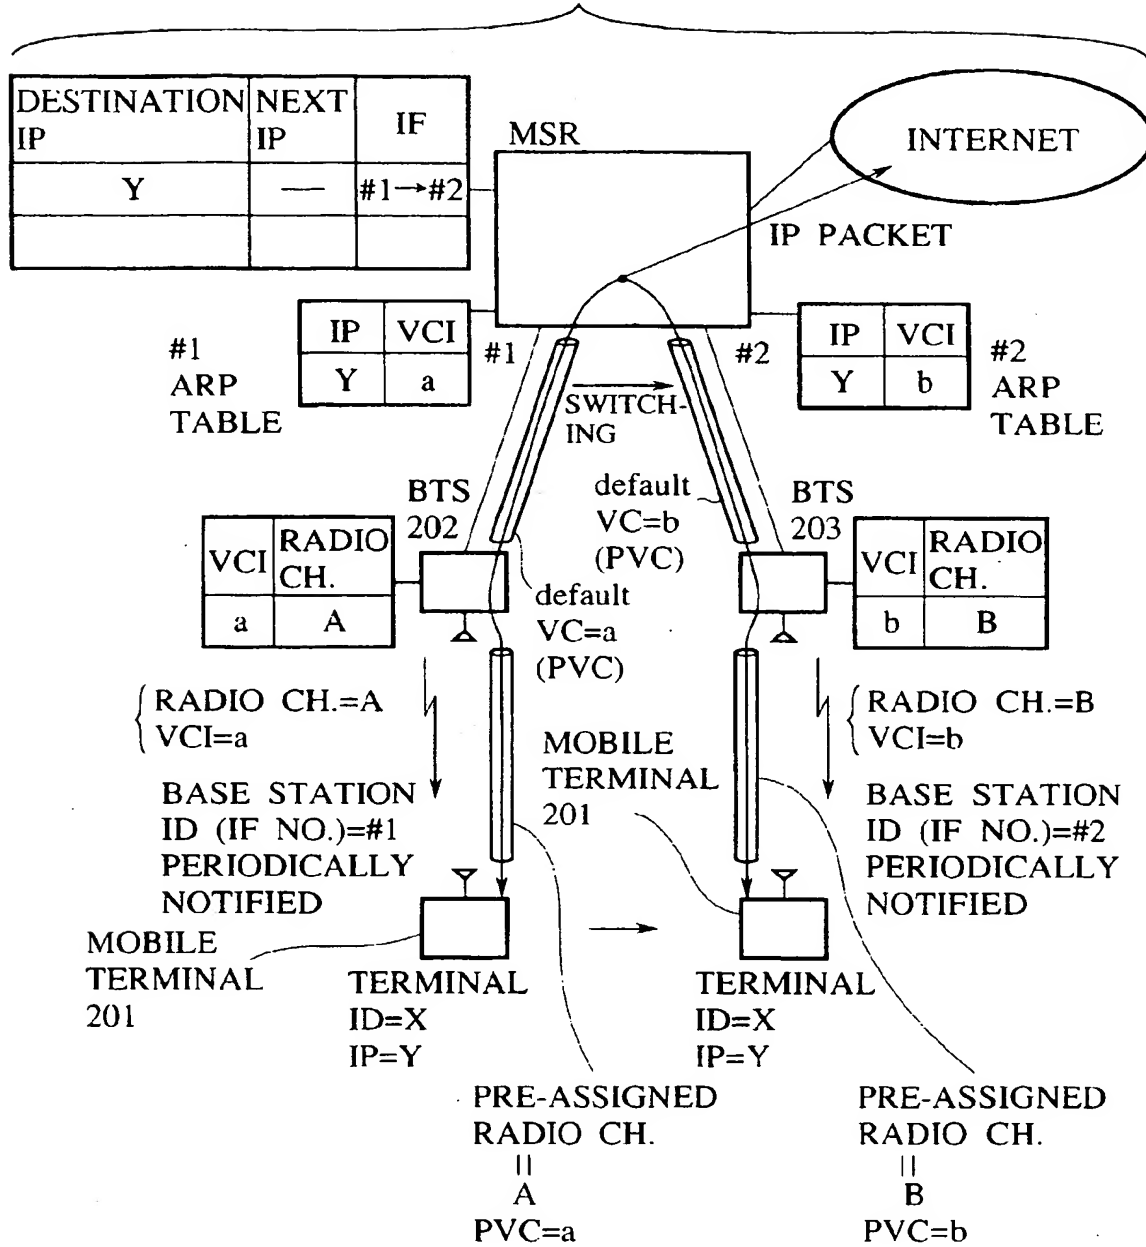 DESTINATION IP
NEXT IP
IF
Y
—
#1→#2
MSR
INTERNET
IP PACKET
#1 ARP TABLE
IP
VCI
Y
a
#1
#2
IP
VCI
Y
b
#2 ARP TABLE
SWITCH-
ING
BTS
202
default
VC=b
(PVC)
BTS
203
VCI
RADIO CH.
a
A
default
VC=a
(PVC)
VCI
RADIO CH.
b
B
RADIO CH.=A
VCI=a
MOBILE
TERMINAL
201
RADIO CH.=B
VCI=b
BASE STATION
ID (IF NO.)=#1
PERIODICALLY
NOTIFIED
BASE STATION
ID (IF NO.)=#2
PERIODICALLY
NOTIFIED
MOBILE
TERMINAL
201
TERMINAL
ID=X
IP=Y
TERMINAL
ID=X
IP=Y
PRE-ASSIGNED
RADIO CH.
=
A
PVC=a
PRE-ASSIGNED
RADIO CH.
=
B
PVC=b